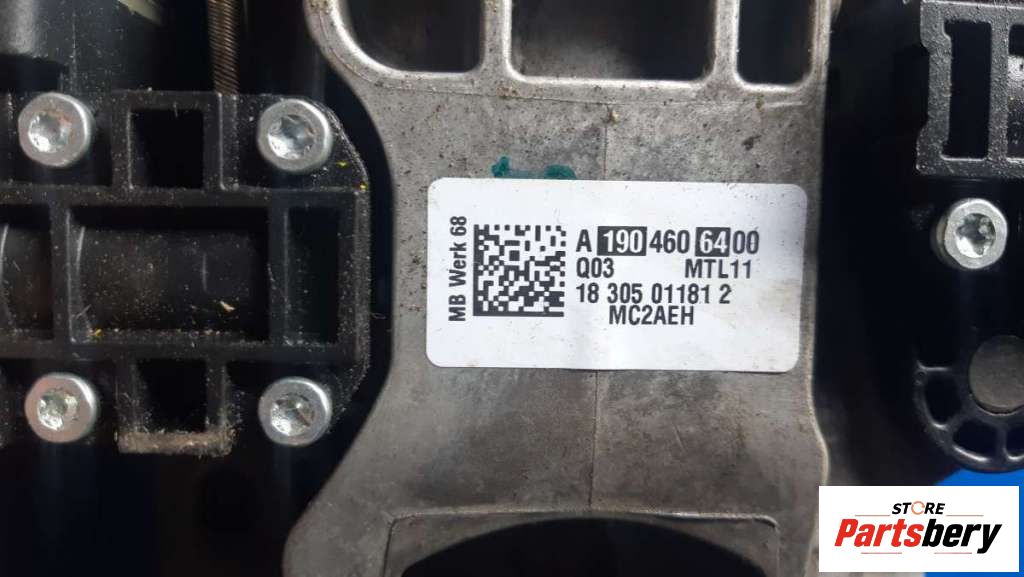 MB Werk 68
A 190 460 64 00
Q03 MTL11
18 305 01181 2
MC2AEH
STORE
Partsbery